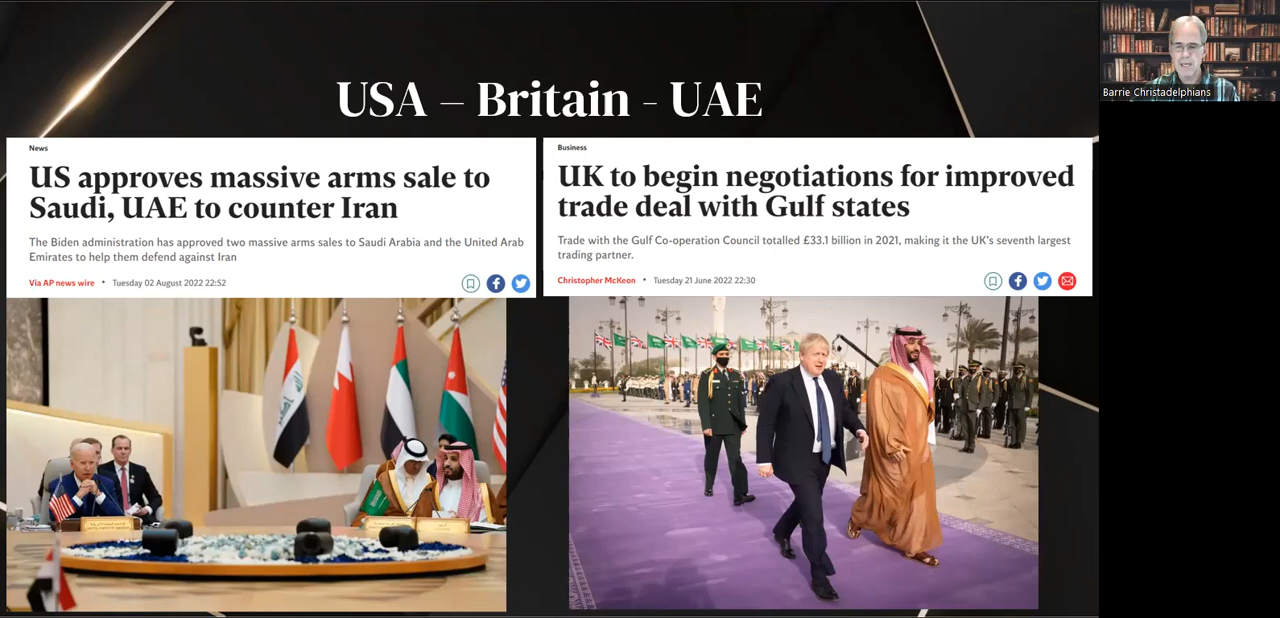 USA – Britain - UAE
News
US approves massive arms sale to
Saudi, UAE to counter Iran
The Biden administration has approved two massive arms sales to Saudi Arabia and the United Arab
Emirates to help them defend against Iran
Via AP news wire • Tuesday 02 August 2022 22:52
Business
UK to begin negotiations for improved
trade deal with Gulf states
Trade with the Gulf Co-operation Council totalled £33.1 billion in 2021, making it the UK's seventh largest
trading partner.
Christopher McKeon • Tuesday 21 June 2022 22:30
Barrie Christadelphians